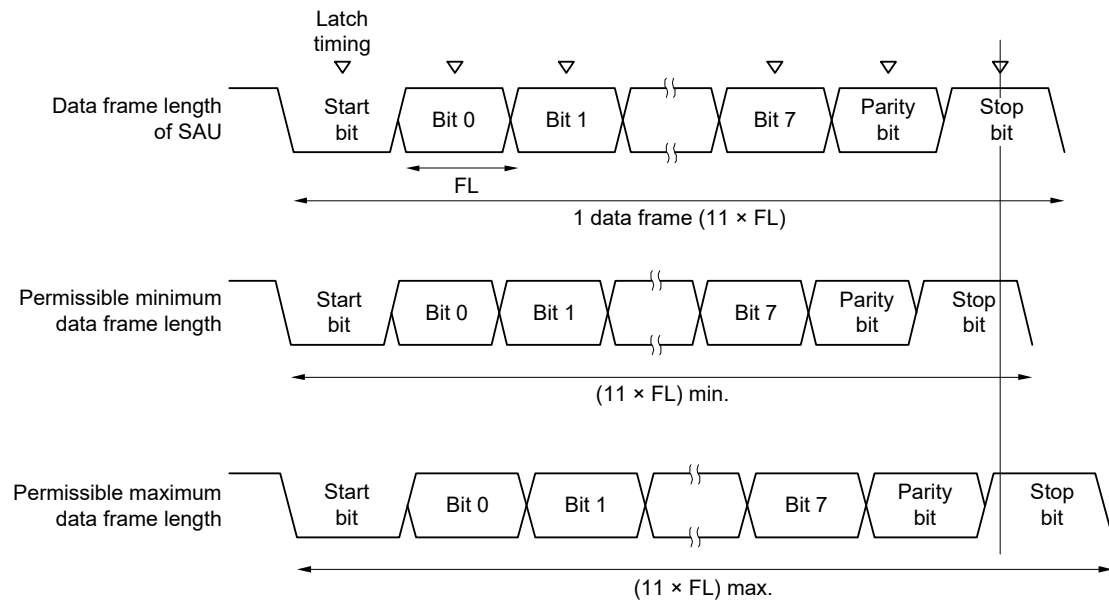 Latch
timing
Data frame length
of SAU
Start
bit
Bit 0
Bit 1
Bit 7
Parity
bit
Stop
bit
FL
1 data frame (11 × FL)
Permissible minimum
data frame length
Start
bit
Bit 0
Bit 1
Bit 7
Parity
bit
Stop
bit
(11 × FL) min.
Permissible maximum
data frame length
Start
bit
Bit 0
Bit 1
Bit 7
Parity
bit
Stop
bit
(11 × FL) max.